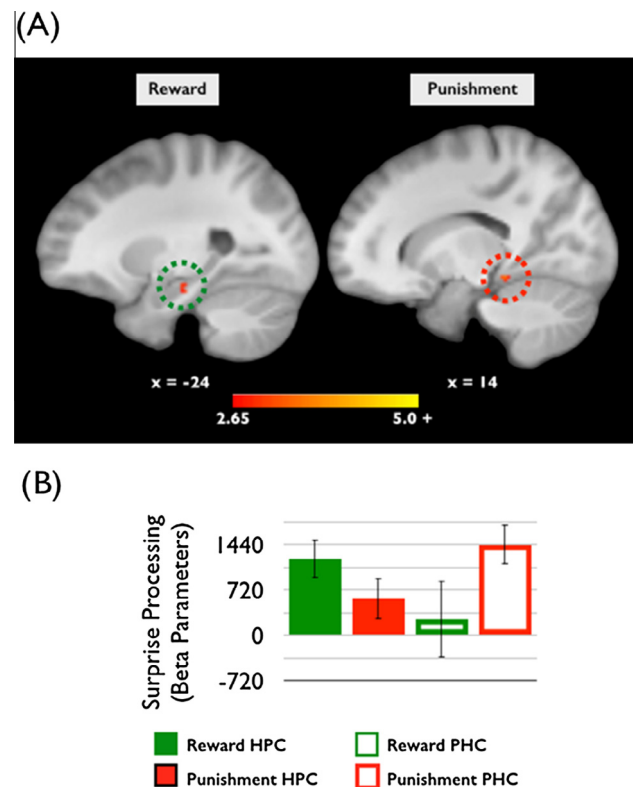 (A)
Reward
Punishment
x = -24
x = 14
2.65
5.0 +
(B)
Surprise Processing
(Beta Parameters)
1440
720
0
-720
Reward HPC
Reward PHC
Punishment HPC
Punishment PHC